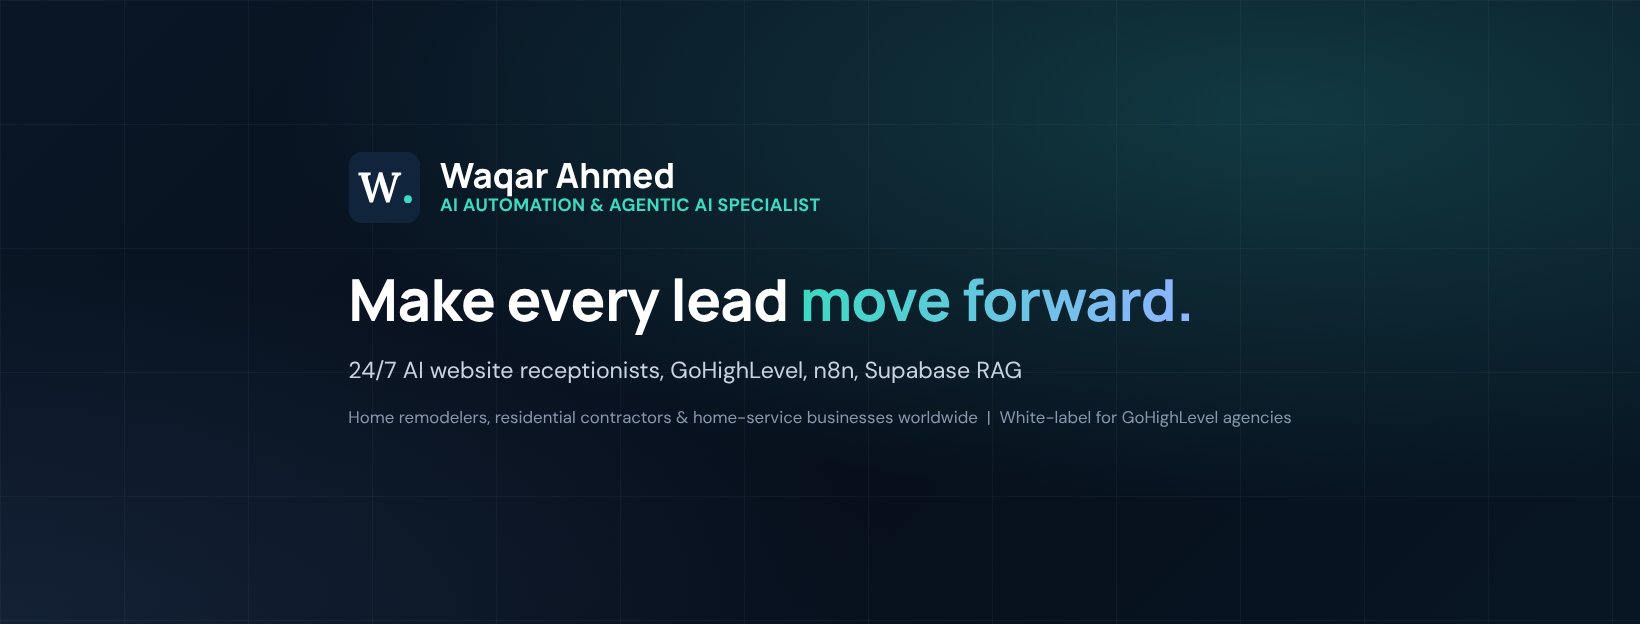 W.
Waqar Ahmed
AI AUTOMATION & AGENTIC AI SPECIALIST
Make every lead move forward.
24/7 AI website receptionists, GoHighLevel, n8n, Supabase RAG
Home remodelers, residential contractors & home-service businesses worldwide | White-label for GoHighLevel agencies